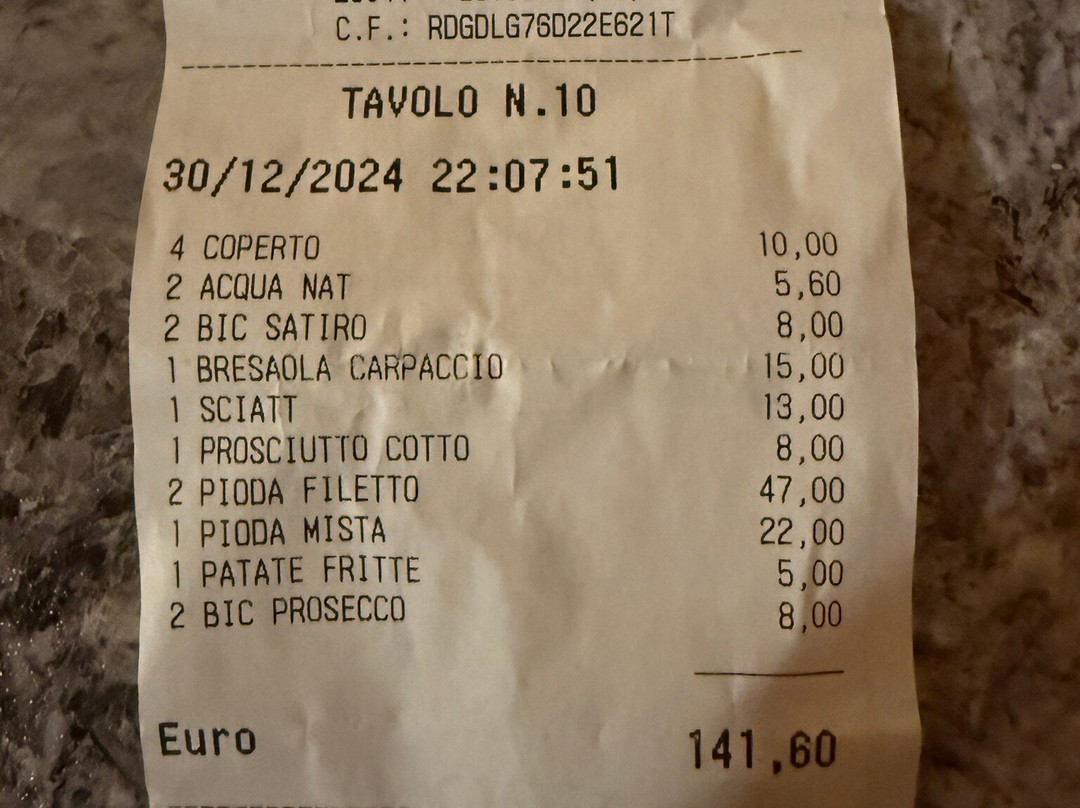 C.F.: RDGDLG76D22E621T
TAVOLO N.10
30/12/2024 22:07:51
4 COPERTO 10,00
2 ACQUA NAT 5,60
2 BIC SATIRO 8,00
1 BRESAOLA CARPACCIO 15,00
1 SCIATT 13,00
1 PROSCIUTTO COTTO 8,00
2 PIODA FILETTO 47,00
1 PIODA MISTA 22,00
1 PATATE FRITTE 5,00
2 BIC PROSECCO 8,00
Euro 141,60